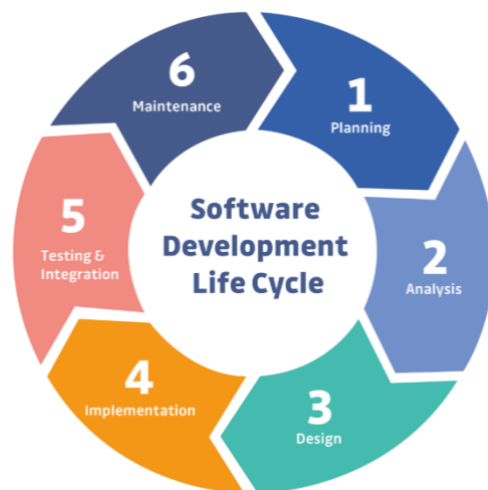 Software
Development
Life Cycle
1
Planning
2
Analysis
3
Design
4
Implementation
5
Testing &
Integration
6
Maintenance